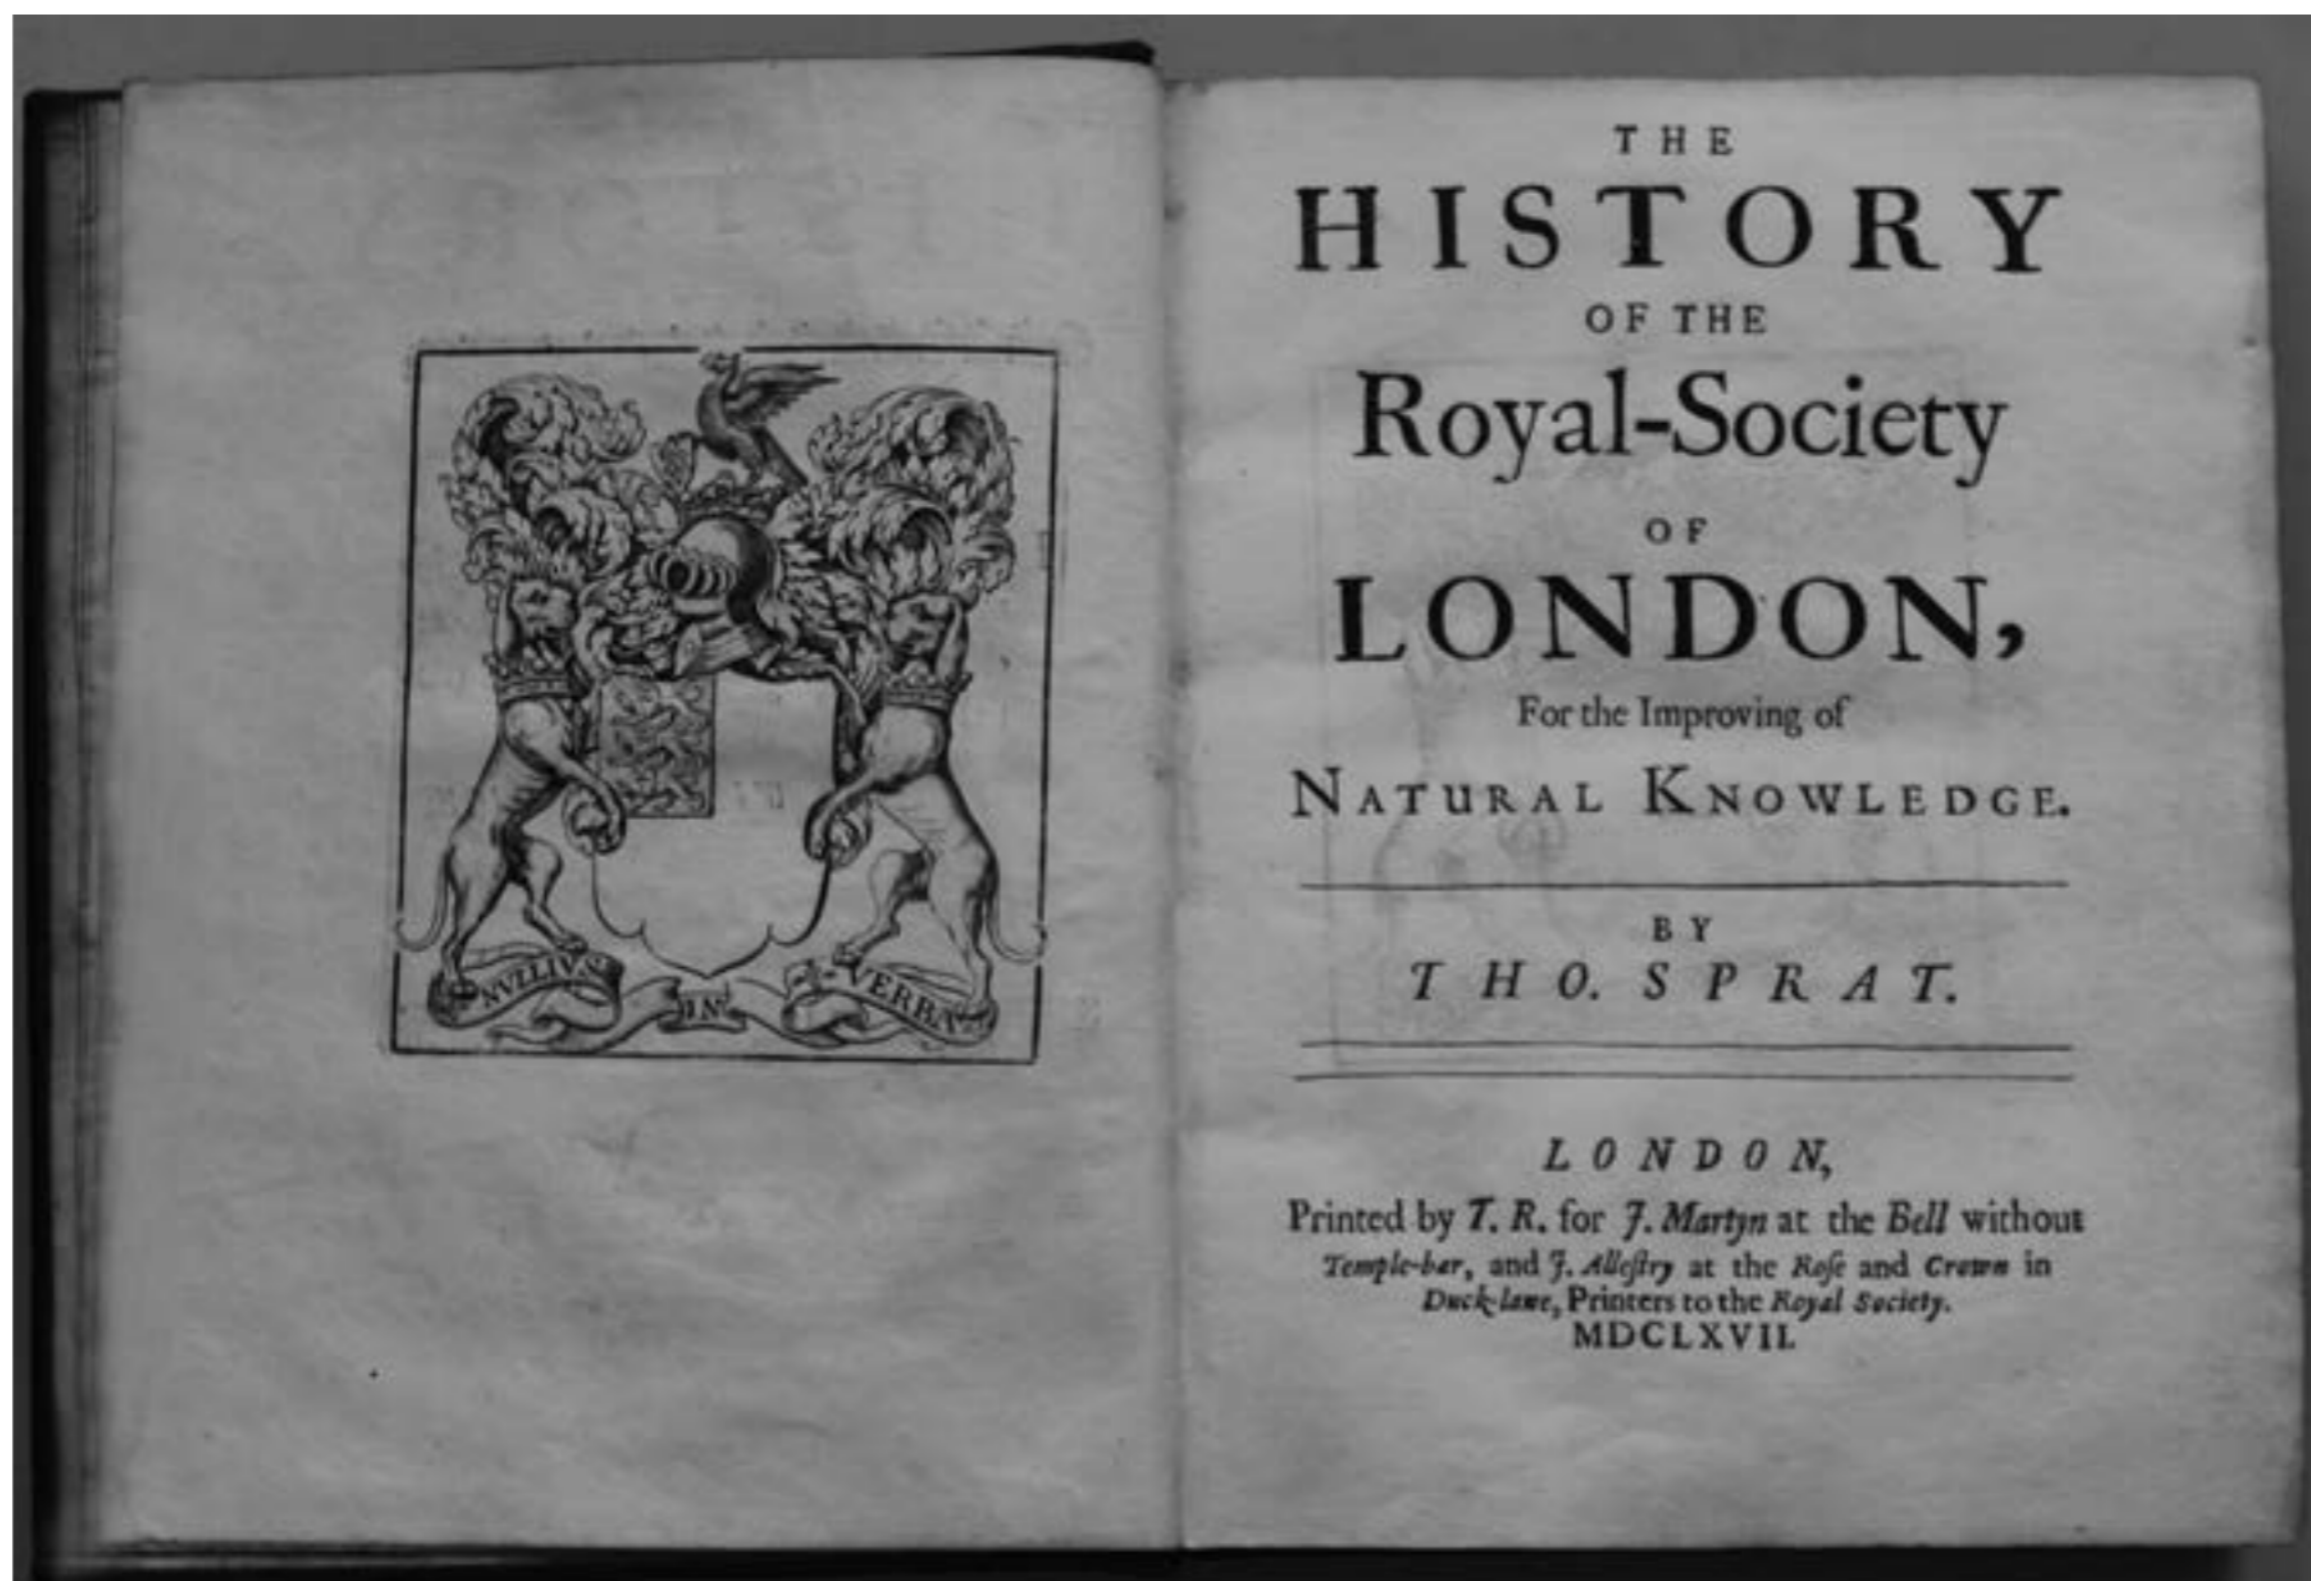 NVLLIVS IN VERBA
THE
HISTORY
OF THE
Royal-Society
OF
LONDON,
For the Improving of
NATURAL KNOWLEDGE.
BY
THO. SPRAT.
LONDON,
Printed by T. R. for J. Martyn at the Bell without
Temple-bar, and J. Alleſtry at the Roſe and Crown in
Duck-lane, Printers to the Royal Society.
MDCLXVII.